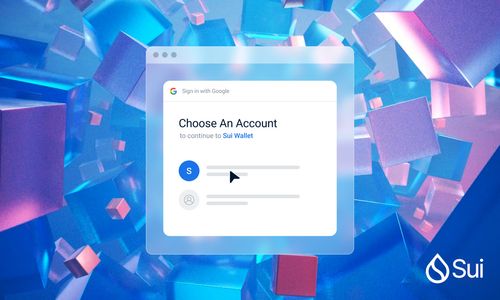 Sign in with Google
Choose An Account
to continue to Sui Wallet
S
Sui